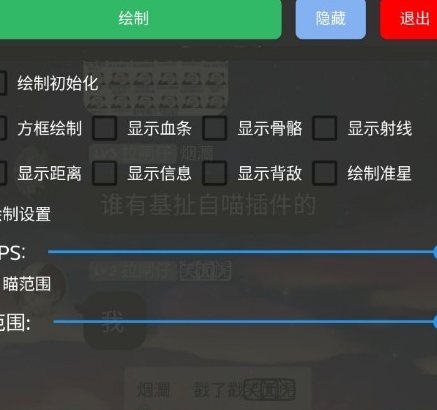 绘制 隐藏 退出
绘制初始化
方框绘制 显示血条 显示骨骼 显示射线
显示距离 显示信息 显示背敌 绘制准星
谁有基扯自喵插件的
制设置
PS:
瞄范围
范围:
我
烟瀾 戳了戳